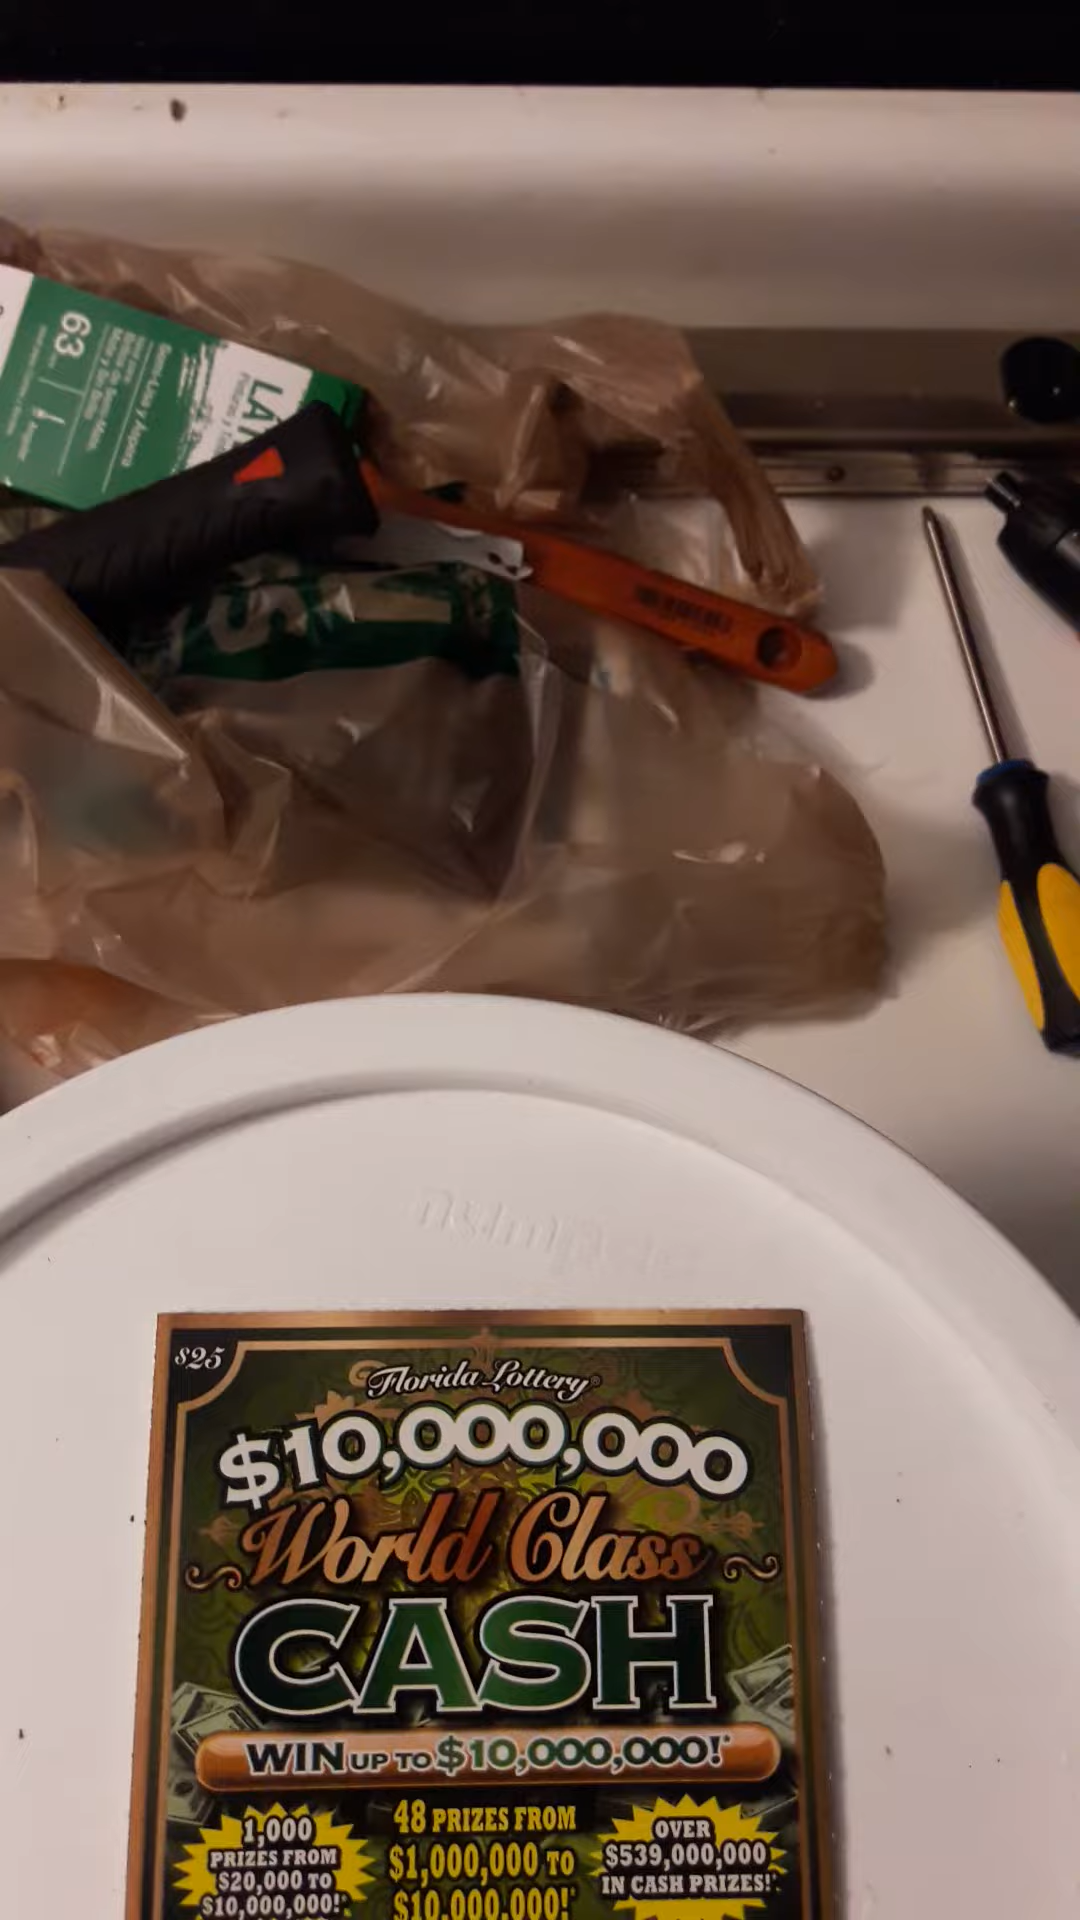 63
$25
Florida Lottery®
$10,000,000
World Class
CASH
WIN UP TO $10,000,000!*
1,000
PRIZES FROM
$20,000 TO
$10,000,000!*
48 PRIZES FROM
$1,000,000 TO
$10,000,000!*
OVER
$539,000,000
IN CASH PRIZES!*